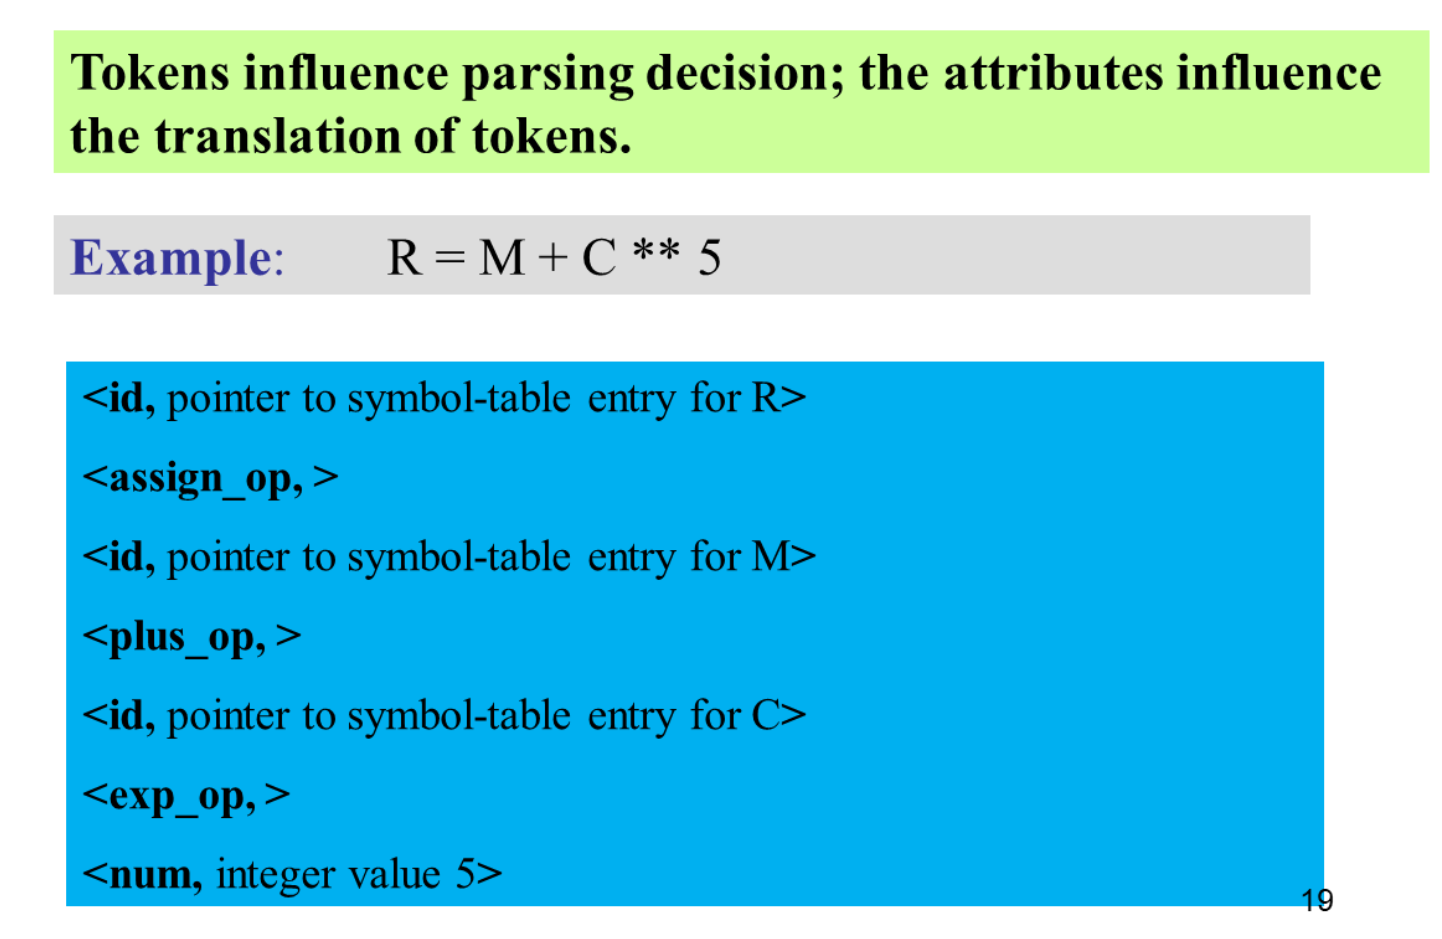 Tokens influence parsing decision; the attributes influence
the translation of tokens.
Example: R = M + C ** 5
<id, pointer to symbol-table entry for R>
<assign_op, >
<id, pointer to symbol-table entry for M>
<plus_op, >
<id, pointer to symbol-table entry for C>
<exp_op, >
<num, integer value 5>
19